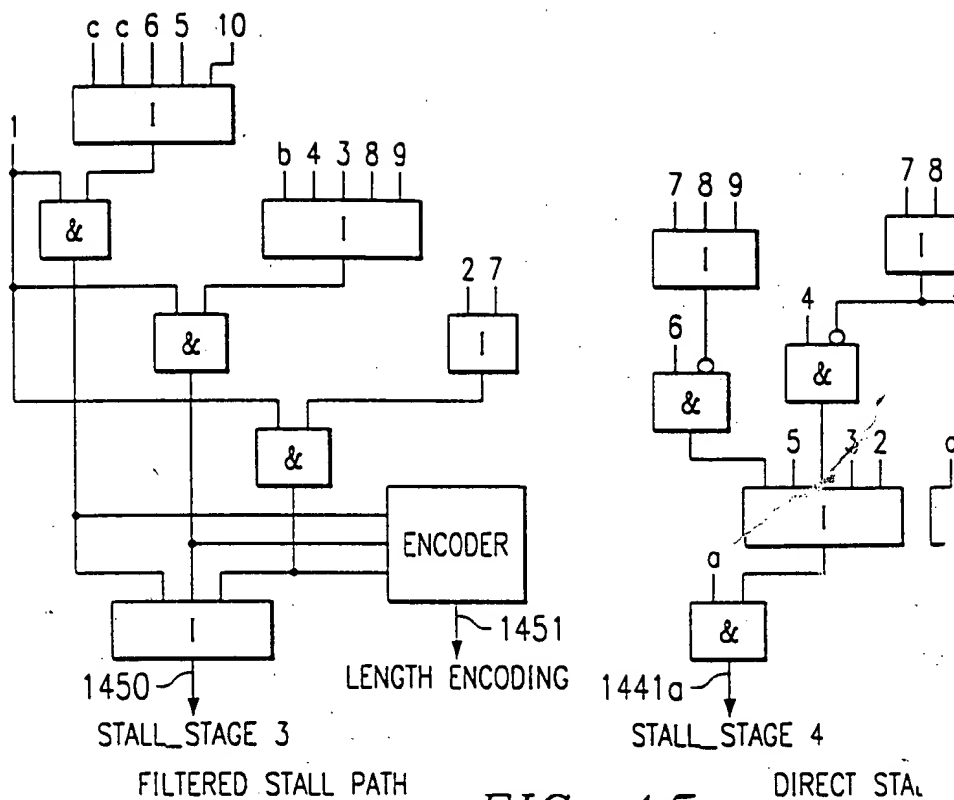 c c 6 5 10
I
1
b 4 3 8 9
I
&
7 8 9
I
7 8
I
2 7
I
&
6
&
4
&
&
5 3 2
I
ENCODER
a
&
I
1451
LENGTH ENCODING
1450
1441a
STALL_STAGE 3
STALL_STAGE 4
FILTERED STALL PATH
DIRECT